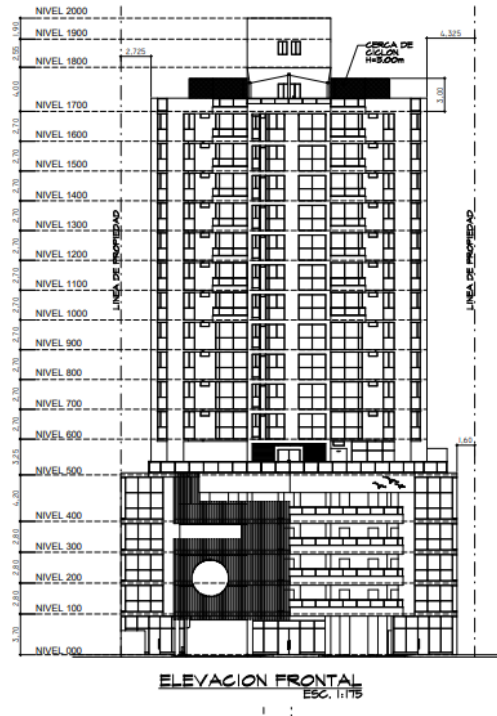 NIVEL 2000
1,90
NIVEL 1900
4,325
2,725
CERCA DE
CICLON
H=3.00m
2,55
NIVEL 1800
4,00
3,00
NIVEL 1700
2,70
NIVEL 1600
2,70
NIVEL 1500
2,70
NIVEL 1400
2,70
NIVEL 1300
LINEA DE PROPIEDAD
LINEA DE PROPIEDAD
2,70
NIVEL 1200
2,70
NIVEL 1100
2,70
NIVEL 1000
2,70
NIVEL 900
2,70
NIVEL 800
2,70
NIVEL 700
2,70
NIVEL 600
1,60
3,25
NIVEL 500
4,20
NIVEL 400
2,80
NIVEL 300
2,80
NIVEL 200
2,80
NIVEL 100
3,70
NIVEL 000
ELEVACION FRONTAL
ESC. 1:175